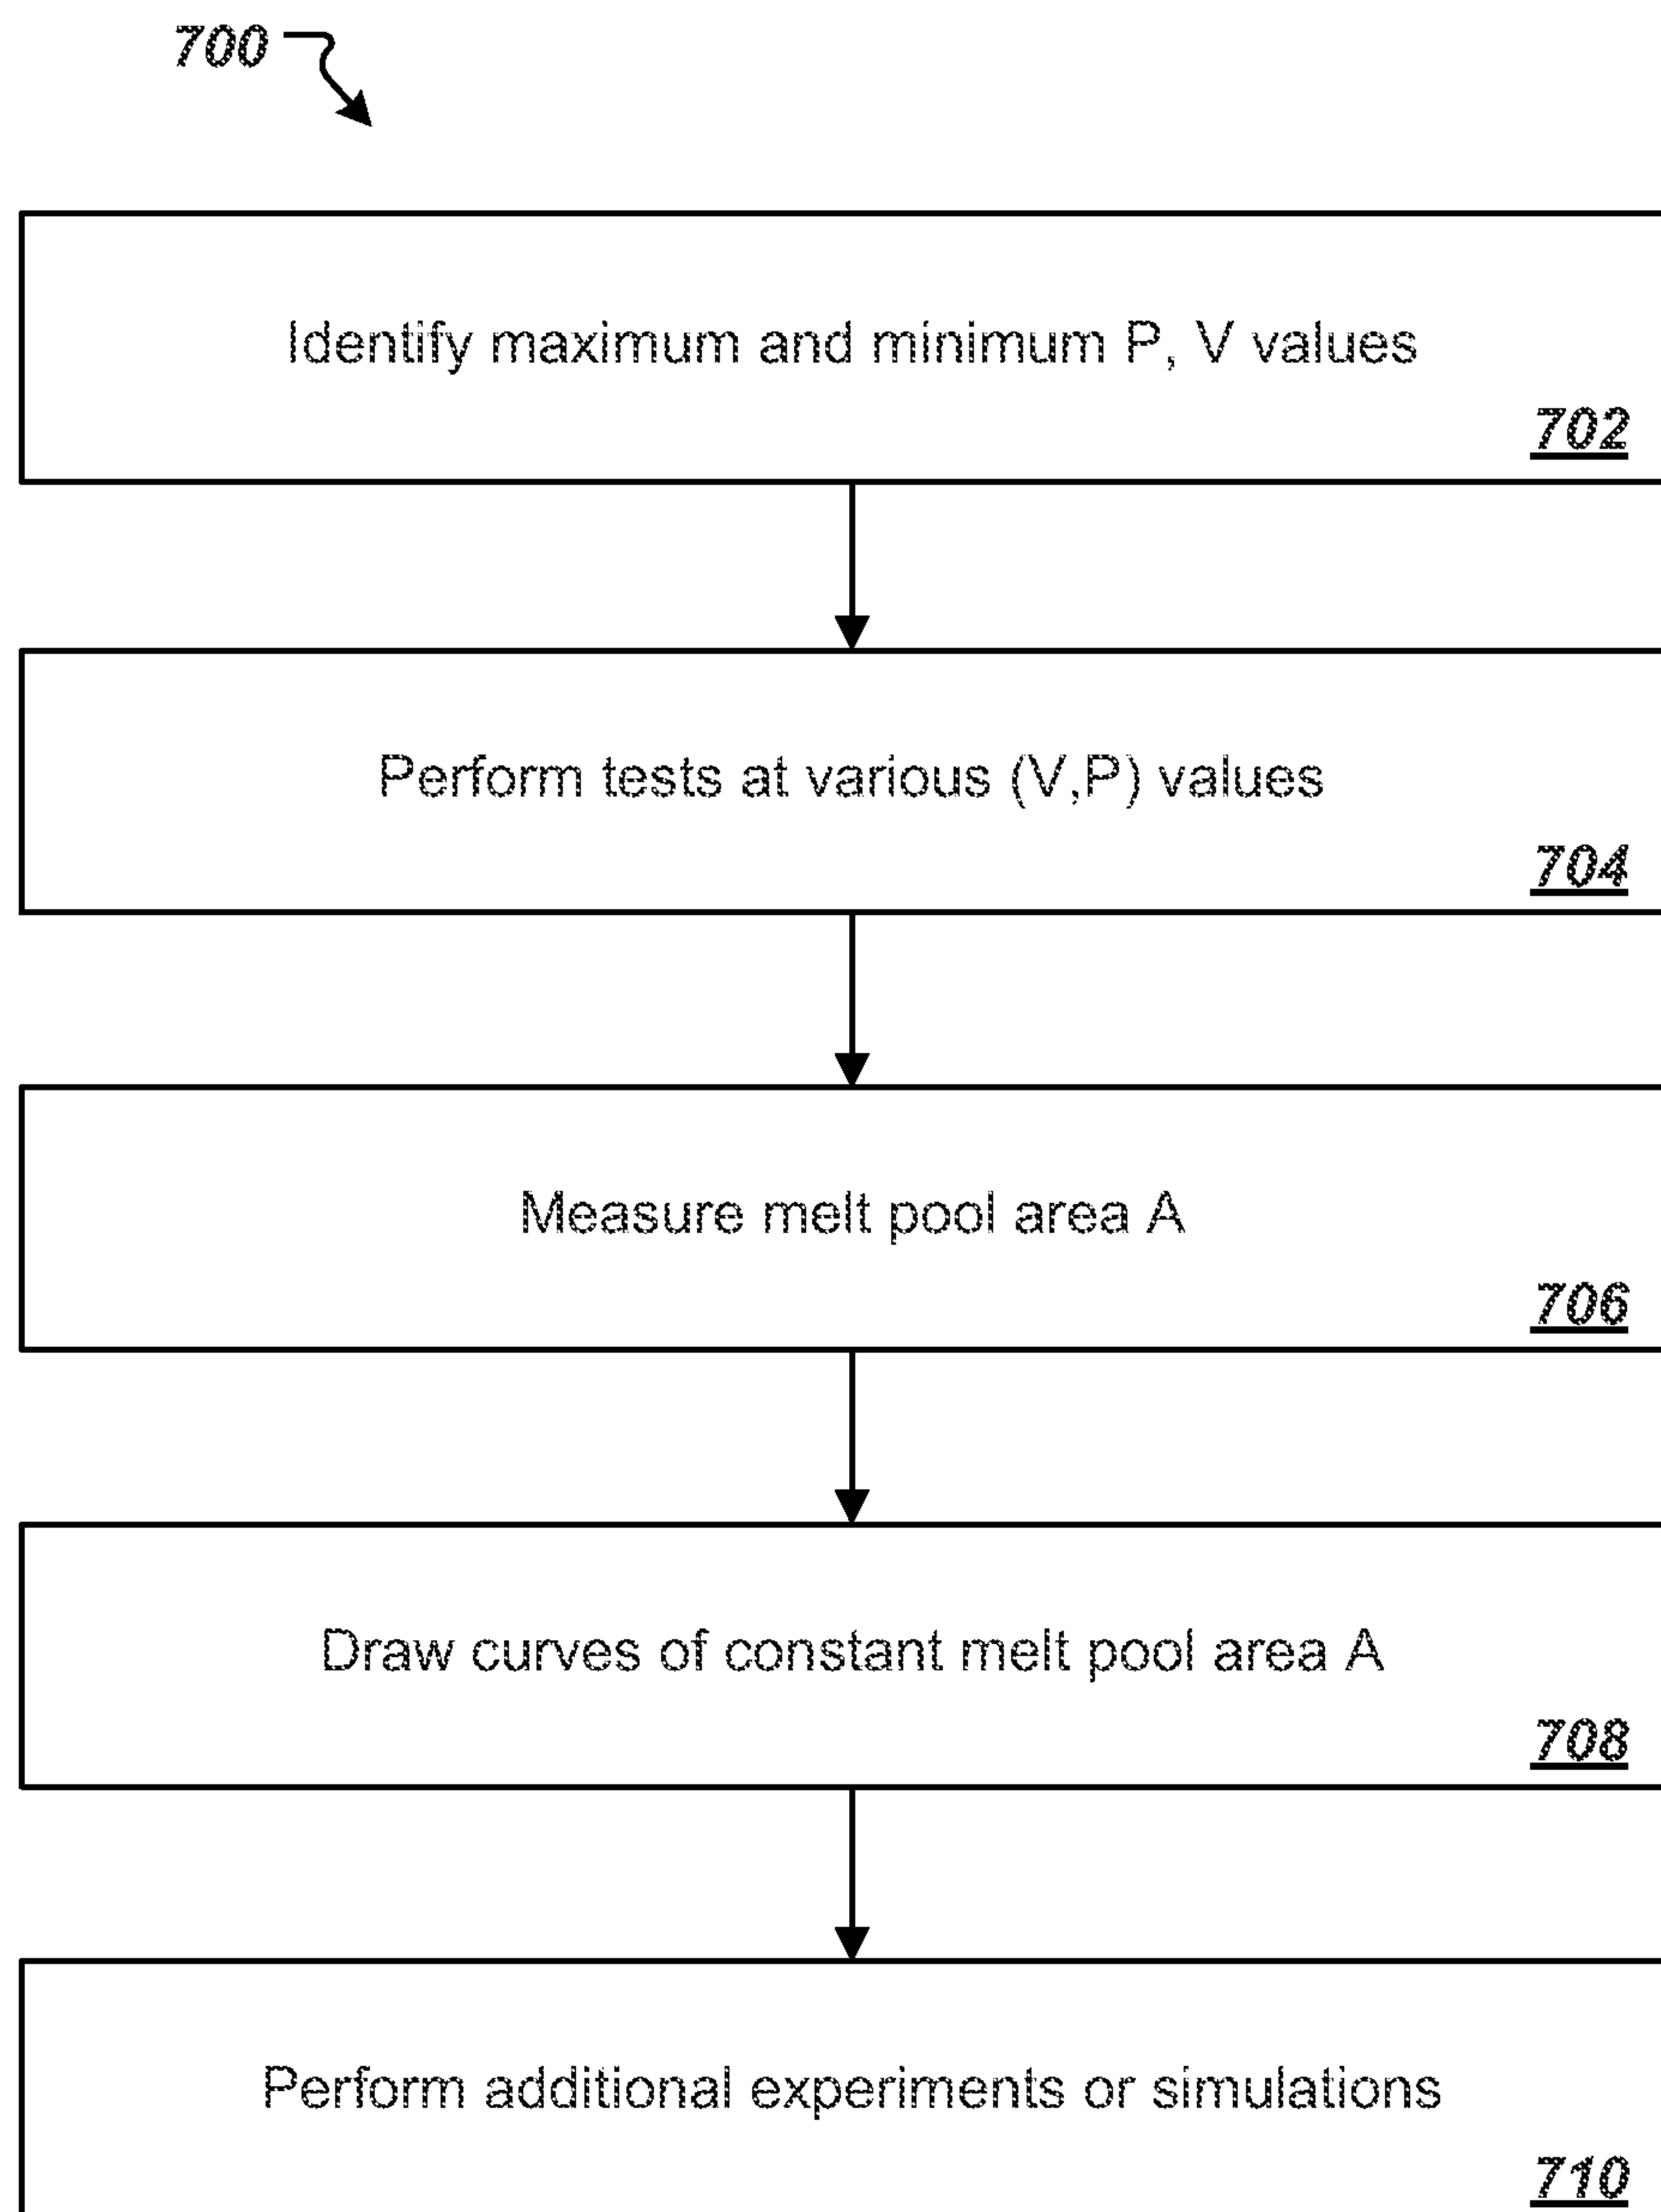 700
Identify maximum and minimum P, V values
702
Perform tests at various (V,P) values
704
Measure melt pool area A
706
Draw curves of constant melt pool area A
708
Perform additional experiments or simulations
710